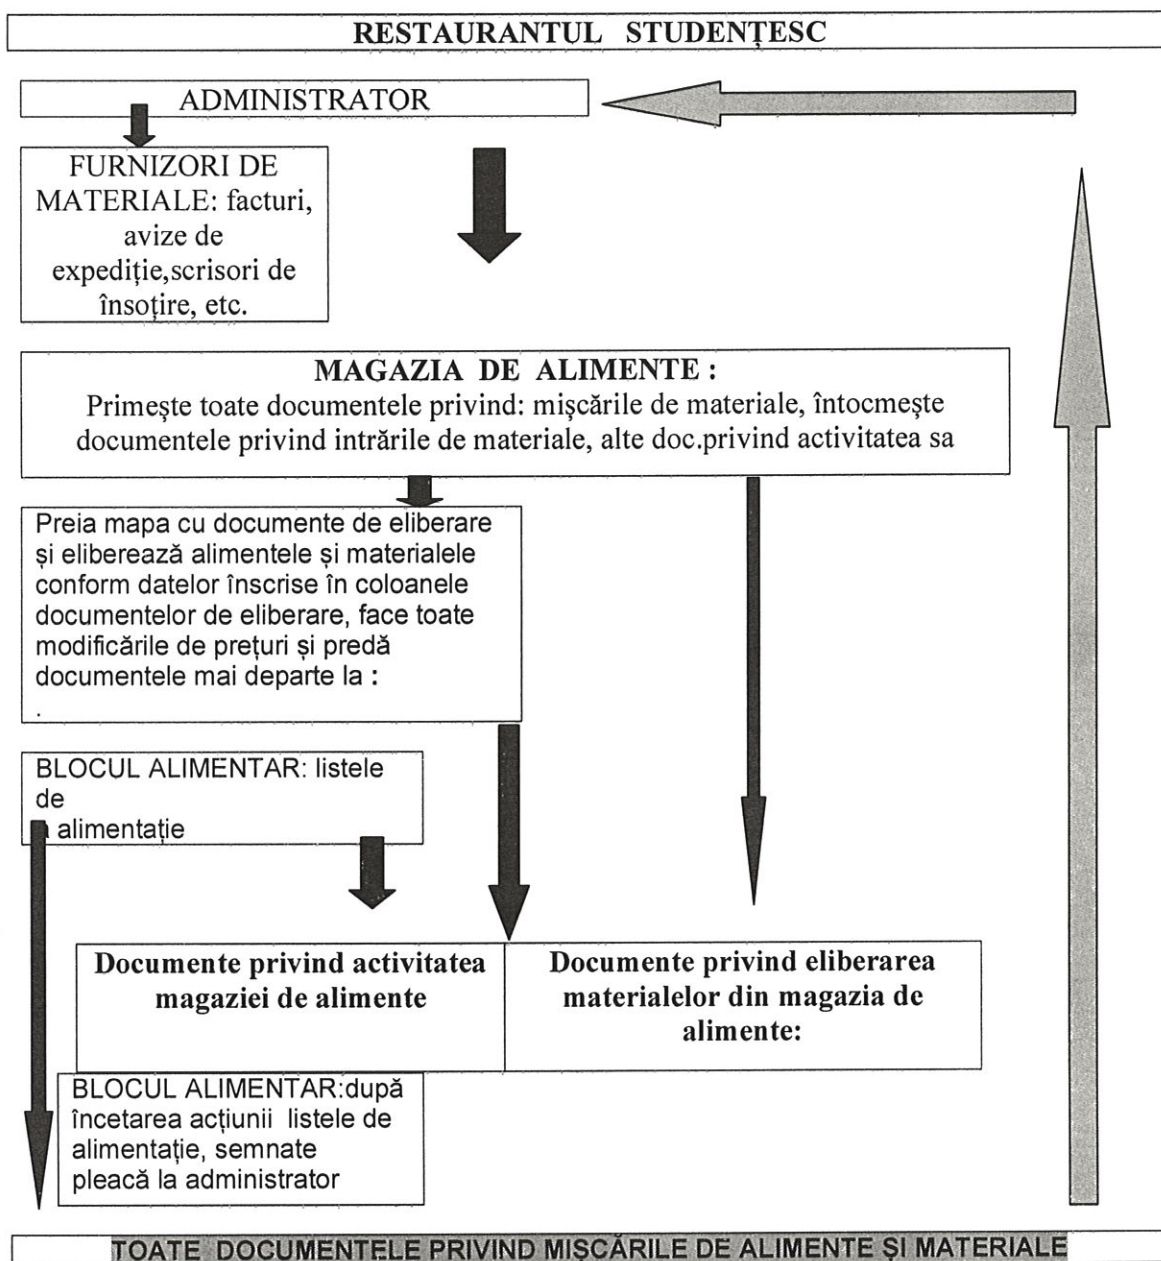 RESTAURANTUL STUDENȚESC
ADMINISTRATOR
FURNIZORI DE
MATERIALE: facturi,
avize de
expediție,scrisori de
însoțire, etc.
MAGAZIA DE ALIMENTE :
Primește toate documentele privind: mișcările de materiale, întocmește
documentele privind intrările de materiale, alte doc.privind activitatea sa
Preia mapa cu documente de eliberare
și eliberează alimentele și materialele
conform datelor înscrise în coloanele
documentelor de eliberare, face toate
modificările de prețuri și predă
documentele mai departe la :
.
BLOCUL ALIMENTAR: listele
de
a alimentație
Documente privind activitatea
magaziei de alimente
Documente privind eliberarea
materialelor din magazia de
alimente:
BLOCUL ALIMENTAR:după
încetarea acțiunii listele de
alimentație, semnate
pleacă la administrator
TOATE DOCUMENTELE PRIVIND MIȘCĂRILE DE ALIMENTE ȘI MATERIALE